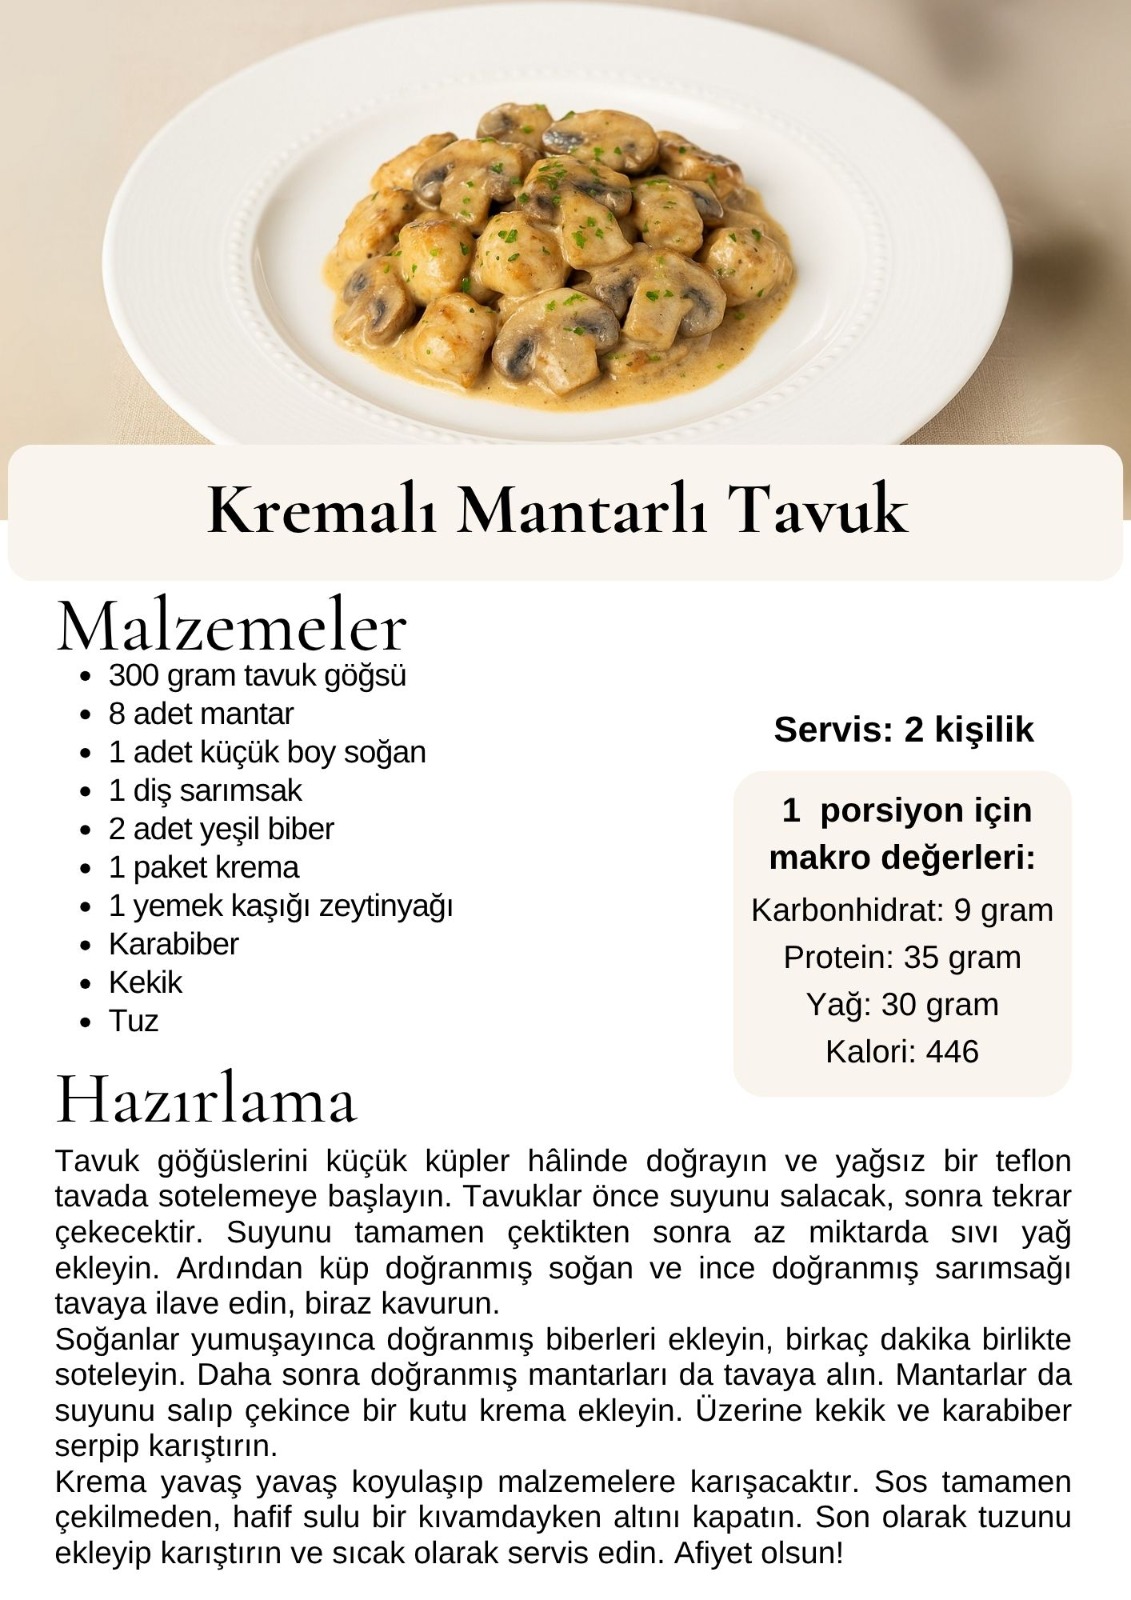 Kremalı Mantarlı Tavuk
Malzemeler
• 300 gram tavuk göğsü
• 8 adet mantar
• 1 adet küçük boy soğan
• 1 diş sarımsak
• 2 adet yeşil biber
• 1 paket krema
• 1 yemek kaşığı zeytinyağı
• Karabiber
• Kekik
• Tuz
Servis: 2 kişilik
1 porsiyon için
makro değerleri:
Karbonhidrat: 9 gram
Protein: 35 gram
Yağ: 30 gram
Kalori: 446
Hazırlama
Tavuk göğüslerini küçük küpler hâlinde doğrayın ve yağsız bir teflon
tavada sotelemeye başlayın. Tavuklar önce suyunu salacak, sonra tekrar
çekecektir. Suyunu tamamen çektikten sonra az miktarda sıvı yağ
ekleyin. Ardından küp doğranmış soğan ve ince doğranmış sarımsağı
tavaya ilave edin, biraz kavurun.
Soğanlar yumuşayınca doğranmış biberleri ekleyin, birkaç dakika birlikte
soteleyin. Daha sonra doğranmış mantarları da tavaya alın. Mantarlar da
suyunu salıp çekince bir kutu krema ekleyin. Üzerine kekik ve karabiber
serpip karıştırın.
Krema yavaş yavaş koyulaşıp malzemelere karışacaktır. Sos tamamen
çekilmeden, hafif sulu bir kıvamdayken altını kapatın. Son olarak tuzunu
ekleyip karıştırın ve sıcak olarak servis edin. Afiyet olsun!